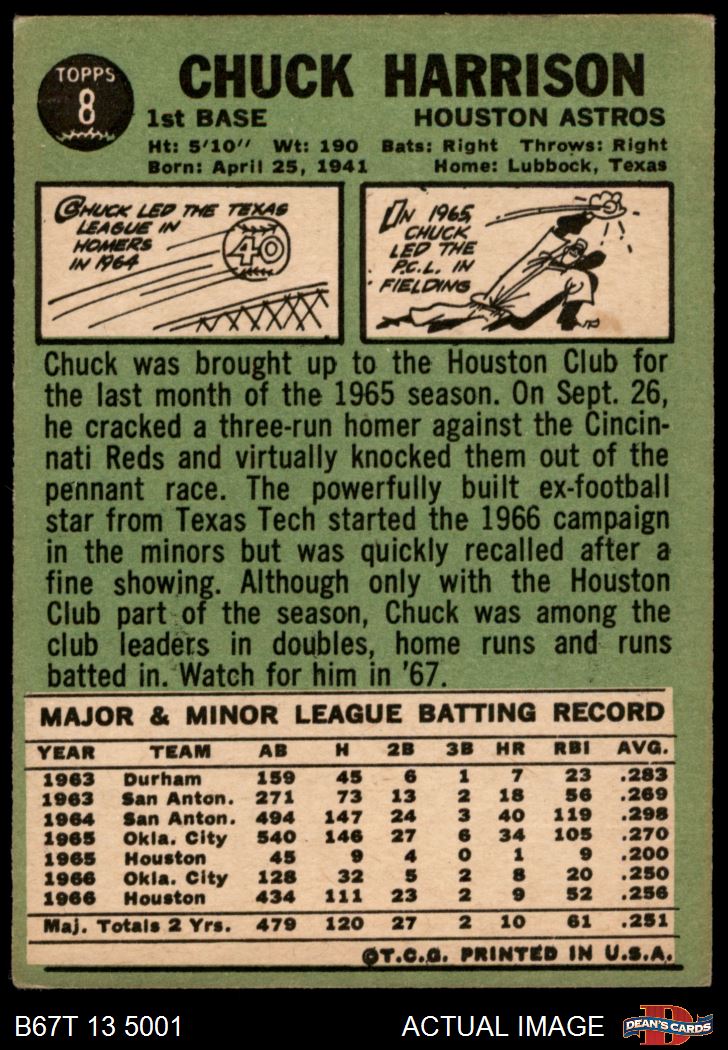 TOPPS
8
CHUCK HARRISON
1st BASE HOUSTON ASTROS
Ht: 5'10" Wt: 190 Bats: Right Throws: Right
Born: April 25, 1941 Home: Lubbock, Texas
CHUCK LED THE TEXAS
LEAGUE IN
HOMERS
IN 1964
40
IN 1965,
CHUCK
LED THE
P.C.L. IN
FIELDING
Chuck was brought up to the Houston Club for
the last month of the 1965 season. On Sept. 26,
he cracked a three-run homer against the Cincin-
nati Reds and virtually knocked them out of the
pennant race. The powerfully built ex-football
star from Texas Tech started the 1966 campaign
in the minors but was quickly recalled after a
fine showing. Although only with the Houston
Club part of the season, Chuck was among the
club leaders in doubles, home runs and runs
batted in. Watch for him in '67.
MAJOR & MINOR LEAGUE BATTING RECORD
YEAR TEAM AB H 2B 3B HR RBI AVG.
1963 Durham 159 45 6 1 7 23 .283
1963 San Anton. 271 73 13 2 18 56 .269
1964 San Anton. 494 147 24 3 40 119 .298
1965 Okla. City 540 146 27 6 34 105 .270
1965 Houston 45 9 4 0 1 9 .200
1966 Okla. City 128 32 5 2 8 20 .250
1966 Houston 434 111 23 2 9 52 .256
Maj. Totals 2 Yrs. 479 120 27 2 10 61 .251
©T.C.G. PRINTED IN U.S.A.
B67T 13 5001 ACTUAL IMAGE
DEAN'S CARDS